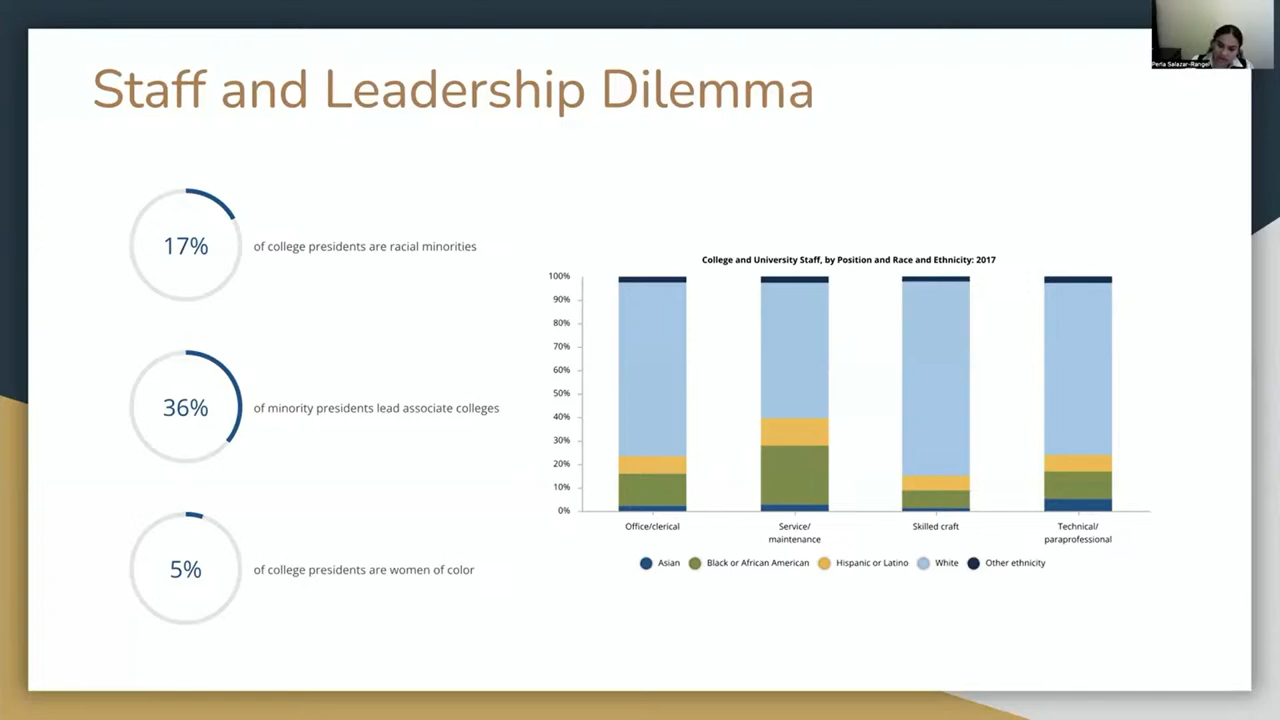 Perla Salazar-Rangel
Staff and Leadership Dilemma
17%
of college presidents are racial minorities
36%
of minority presidents lead associate colleges
5%
of college presidents are women of color
College and University Staff, by Position and Race and Ethnicity: 2017
100%
90%
80%
70%
60%
50%
40%
30%
20%
10%
0%
Office/clerical
Service/
maintenance
Skilled craft
Technical/
paraprofessional
Asian
Black or African American
Hispanic or Latino
White
Other ethnicity